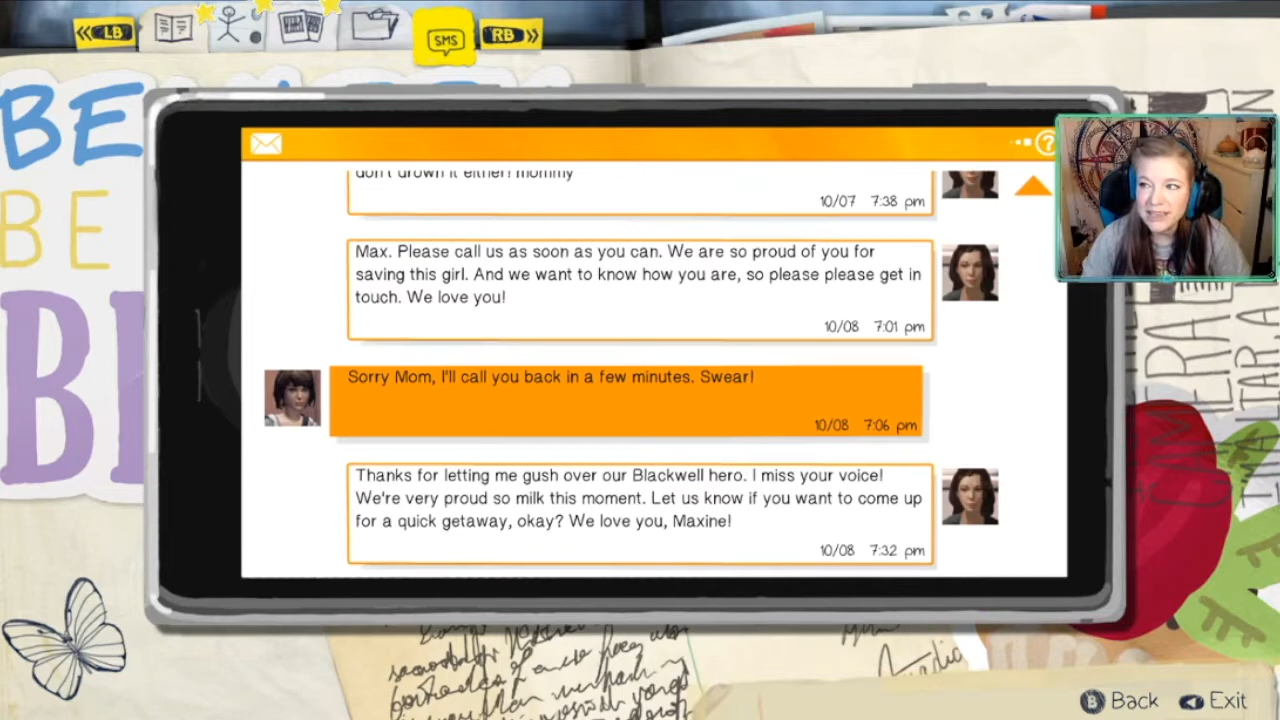 LB
SMS
RB
BE
BE
don't drown it either! mommy
10/07 7:38 pm
Max. Please call us as soon as you can. We are so proud of you for
saving this girl. And we want to know how you are, so please please get in
touch. We love you!
10/08 7:01 pm
Sorry Mom, I'll call you back in a few minutes. Swear!
10/08 7:06 pm
Thanks for letting me gush over our Blackwell hero. I miss your voice!
We're very proud so milk this moment. Let us know if you want to come up
for a quick getaway, okay? We love you, Maxine!
10/08 7:32 pm
B Back
Exit